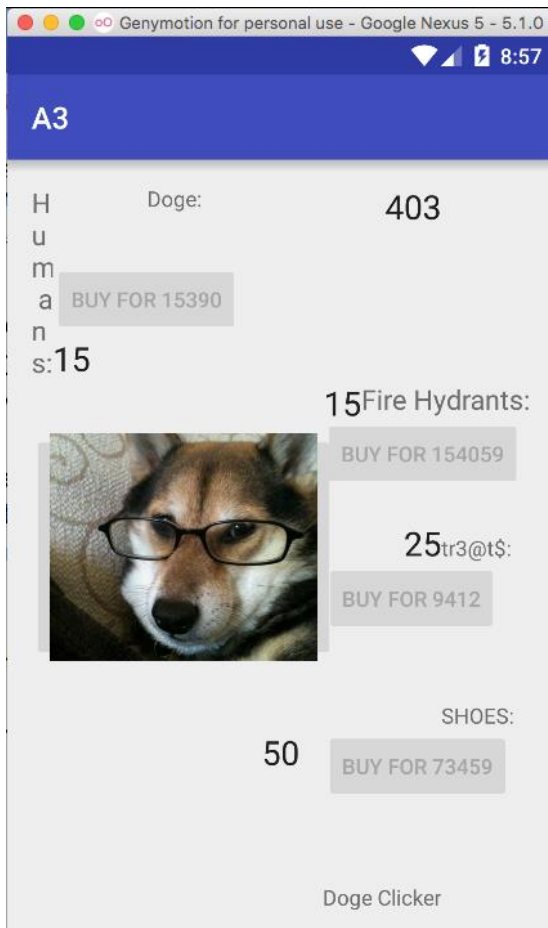 Genymotion for personal use - Google Nexus 5 - 5.1.0
8:57
A3
H
u
m
a
n
s:15
Doge:
403
BUY FOR 15390
15Fire Hydrants:
BUY FOR 154059
25tr3@t$:
BUY FOR 9412
SHOES:
50
BUY FOR 73459
Doge Clicker